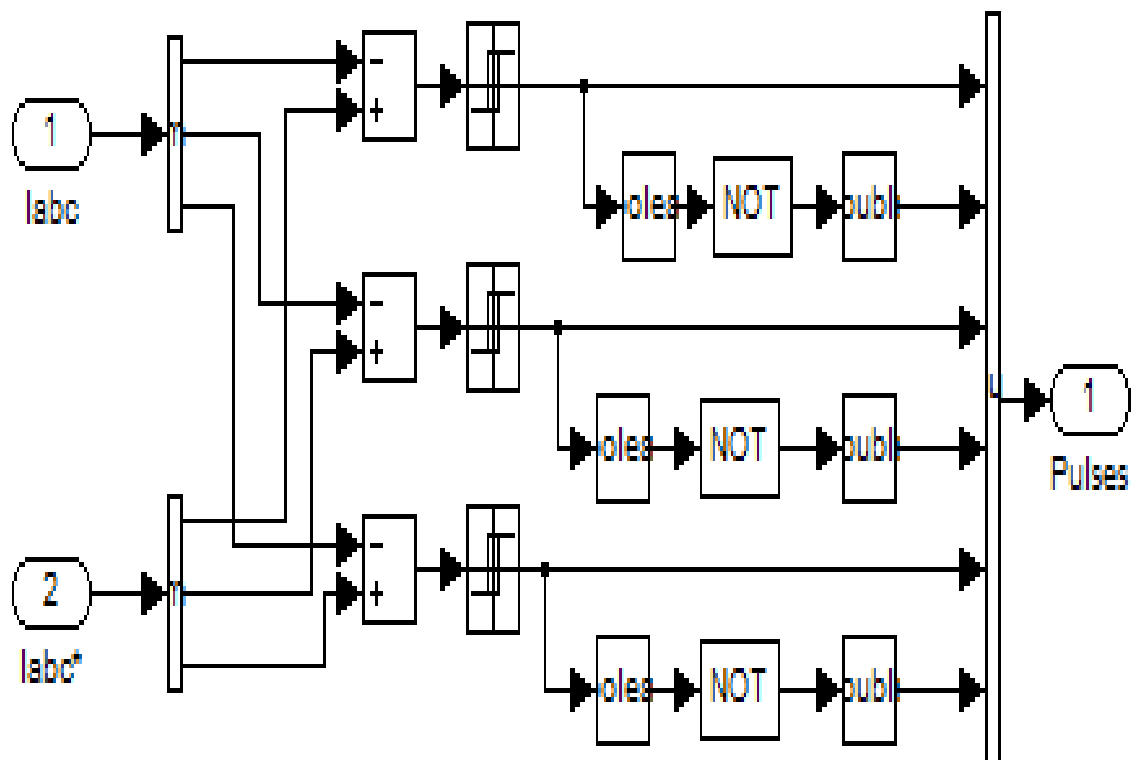 1
Iabc
-
+
NOT
-
+
NOT
1
Pulses
2
Iabc*
-
+
NOT